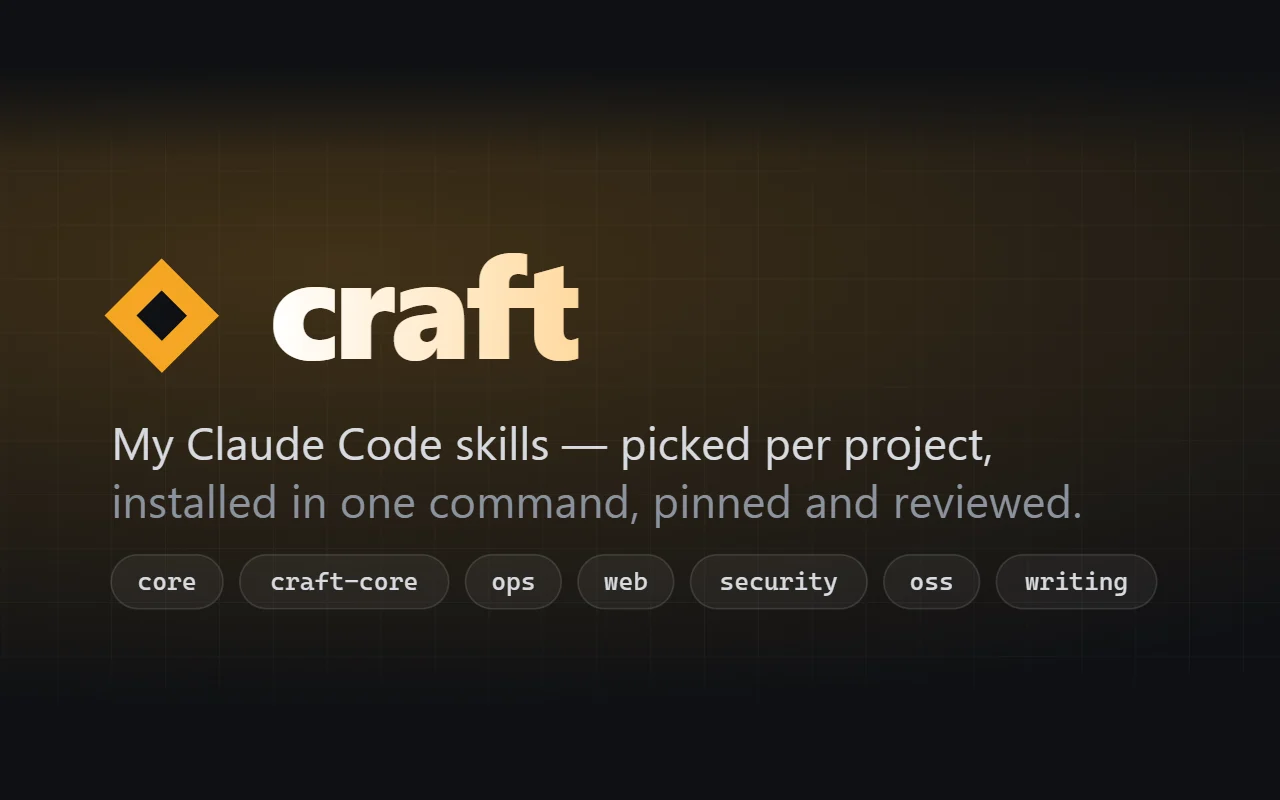 craft
My Claude Code skills — picked per project,
installed in one command, pinned and reviewed.
core craft-core ops web security oss writing